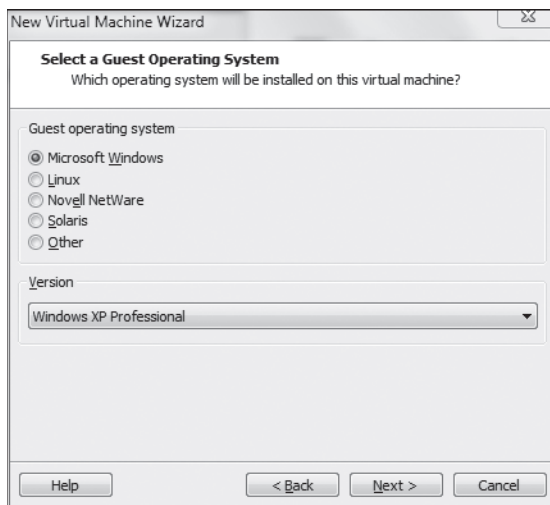 New Virtual Machine Wizard
Select a Guest Operating System
Which operating system will be installed on this virtual machine?
Guest operating system
Microsoft Windows
Linux
Novell NetWare
Solaris
Other
Version
Windows XP Professional
Help
< Back
Next >
Cancel